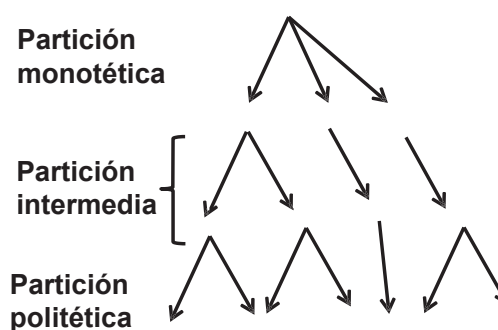 Partición
monotética
Partición
intermedia
Partición
politética